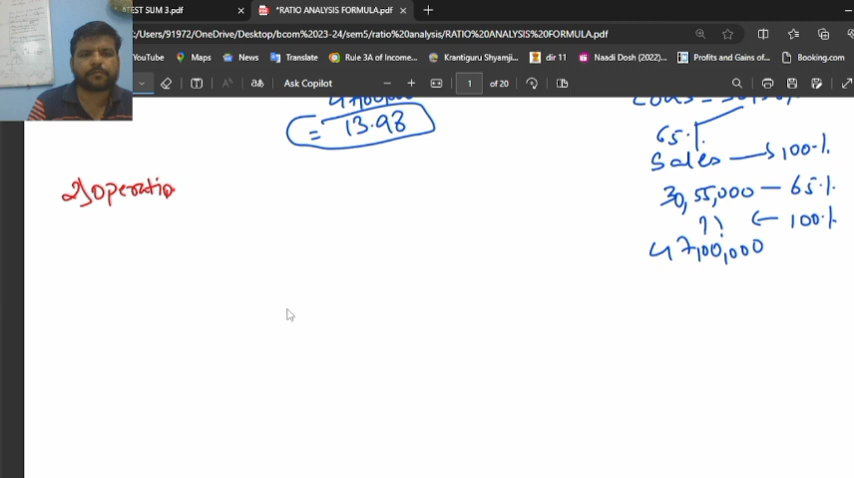 TEST SUM 3.pdf
*RATIO ANALYSIS FORMULA.pdf
:/Users/91972/OneDrive/Desktop/bcom%2023-24/sem5/ratio%20analysis/RATIO%20ANALYSIS%20FORMULA.pdf
YouTube Maps News Translate Rule 3A of Income... Krantiguru Shyamji... dir 11 Naadi Dosh (2022)... Profits and Gains of... Booking.com
Ask Copilot 1 of 20
= 13.98
2) operatio
65%
Sales 100%
30,55,000 — 65%
?? ← 100%
47,00,000